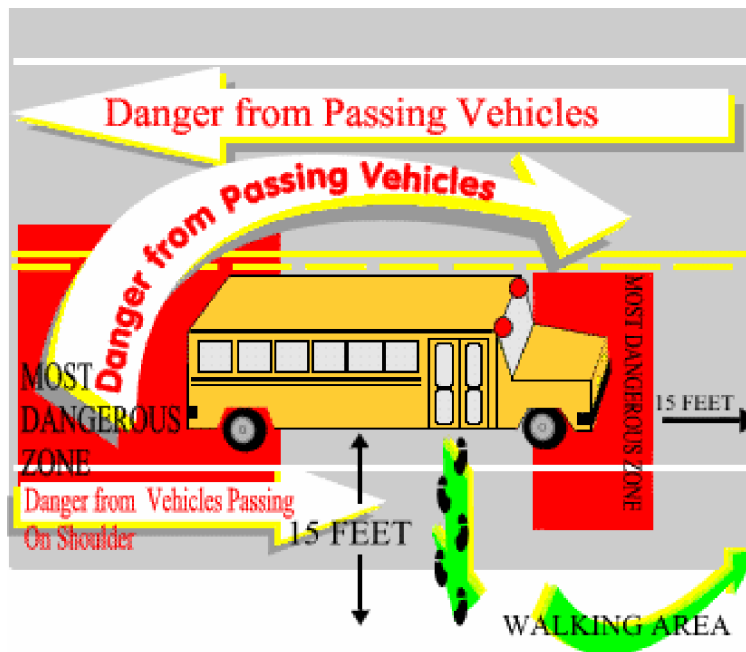 Danger from Passing Vehicles
Danger from Passing Vehicles
MOST DANGEROUS ZONE
MOST
DANGEROUS
ZONE
15 FEET
Danger from Vehicles Passing
On Shoulder
15 FEET
WALKING AREA